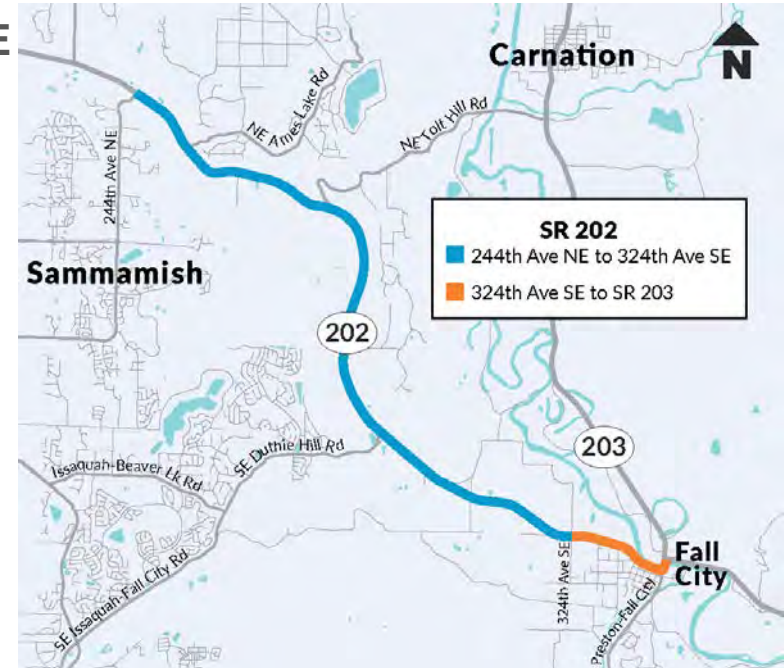 E
Carnation
N
NE Ames Lake Rd
NE Tolt Hill Rd
244th Ave NE
SR 202
244th Ave NE to 324th Ave SE
324th Ave SE to SR 203
Sammamish
202
SE Duthie Hill Rd
203
Issaquah-Beaver Lk Rd
Fall
City
324th Ave SE
SE Issaquah-Fall City Rd
Preston-Fall City